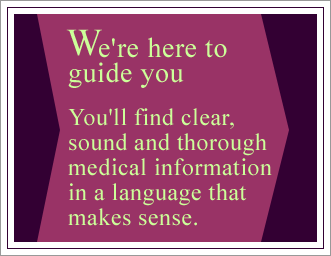 We're here to
guide you
You'll find clear,
sound and thorough
medical information
in a language that
makes sense.